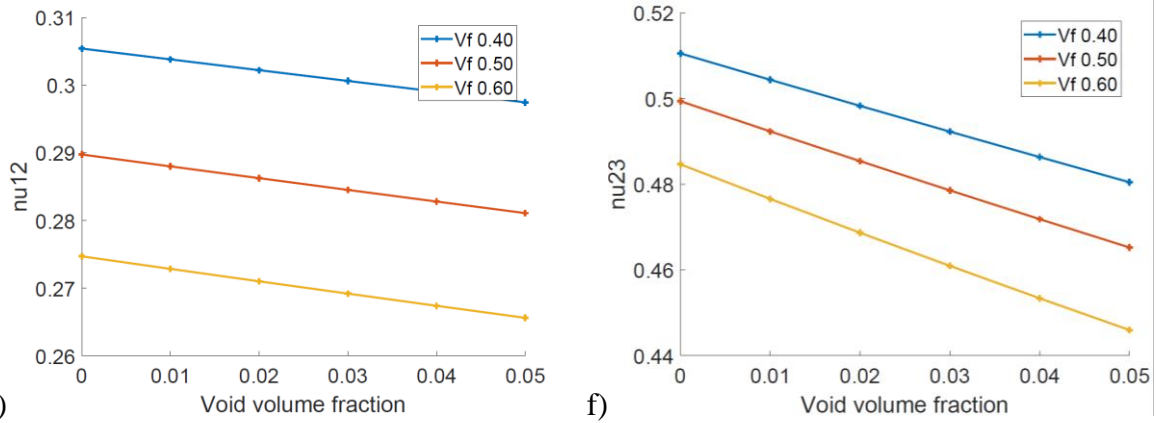 0.31
0.3
0.29
0.28
0.27
0.26
nu12
0 0.01 0.02 0.03 0.04 0.05
Void volume fraction
Vf 0.40
Vf 0.50
Vf 0.60
)
f)
0.52
0.5
0.48
0.46
0.44
nu23
0 0.01 0.02 0.03 0.04 0.05
Void volume fraction
Vf 0.40
Vf 0.50
Vf 0.60